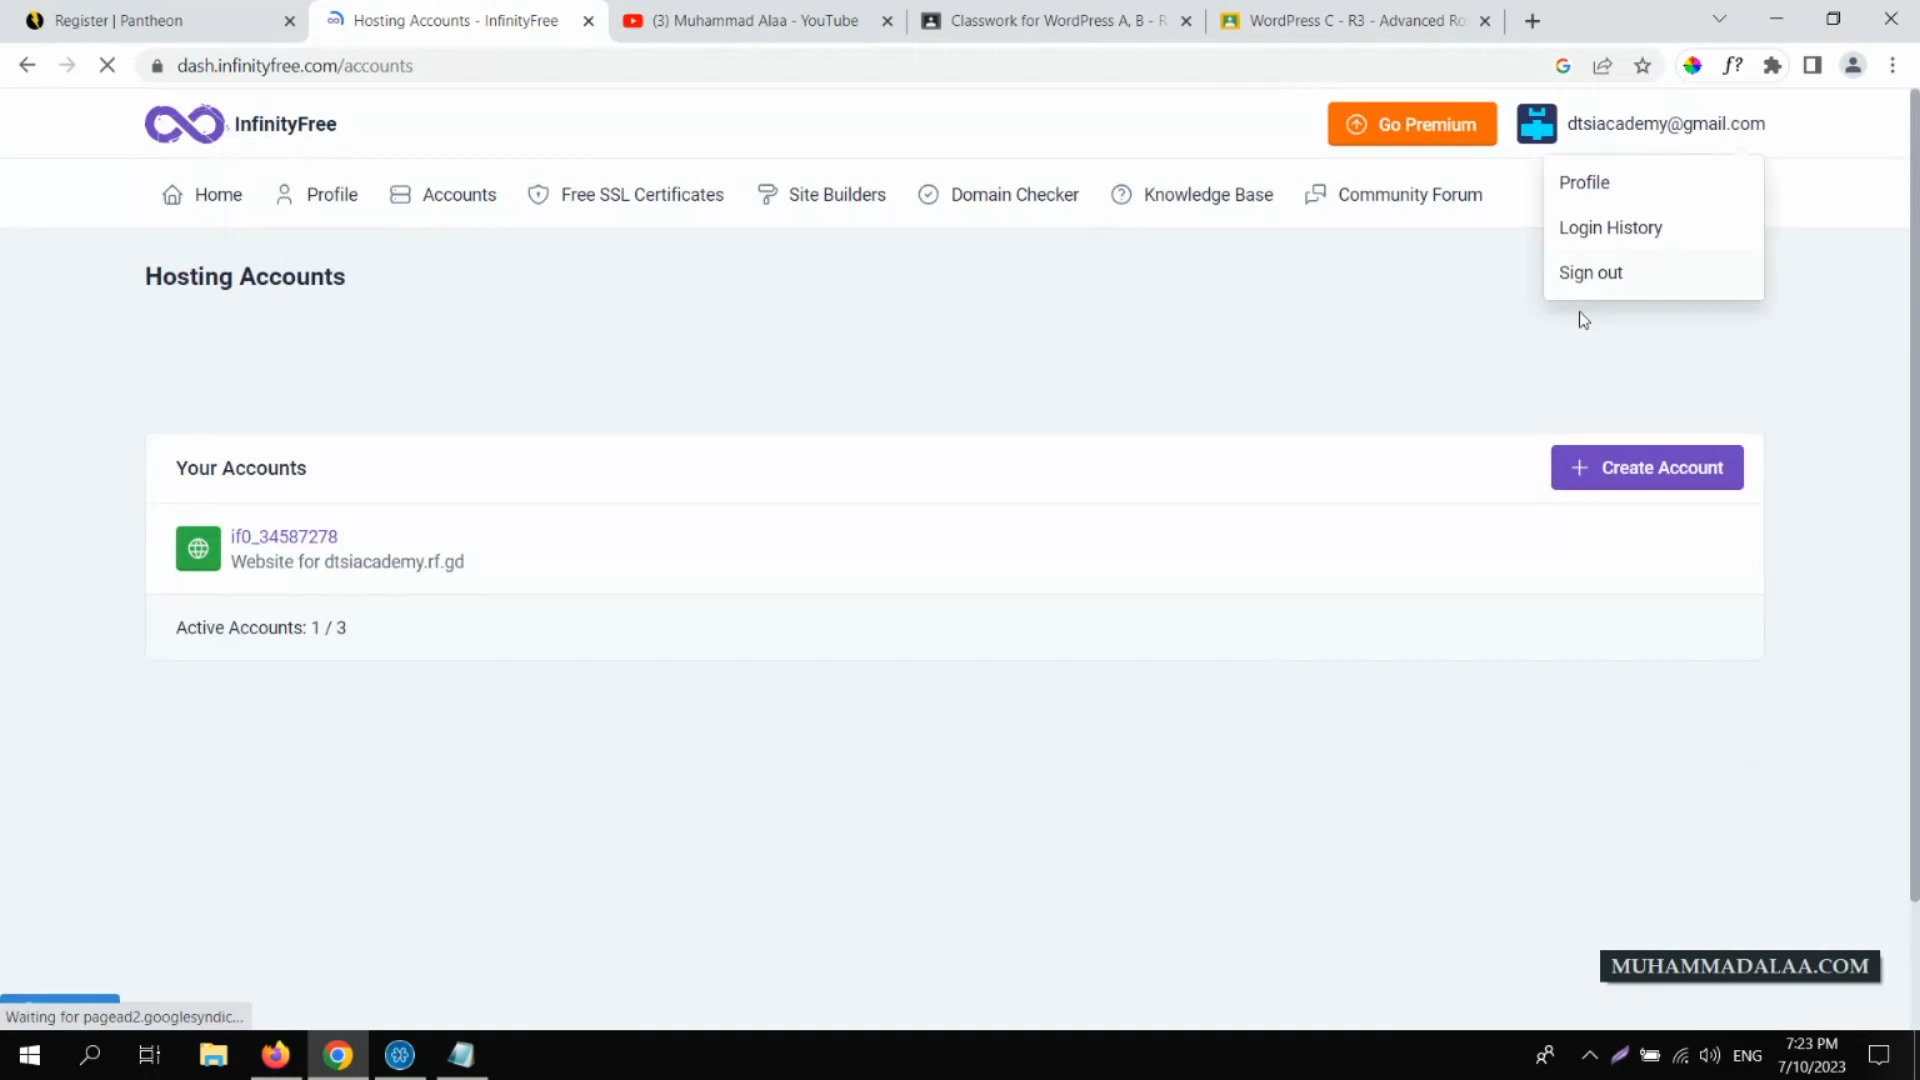 Register | Pantheon
Hosting Accounts - InfinityFree
(3) Muhammad Alaa - YouTube
Classwork for WordPress A, B - R
WordPress C - R3 - Advanced Ro
dash.infinityfree.com/accounts
f?
InfinityFree
Go Premium
dtsiacademy@gmail.com
Home
Profile
Accounts
Free SSL Certificates
Site Builders
Domain Checker
Knowledge Base
Community Forum
Profile
Login History
Sign out
Hosting Accounts
Your Accounts
Create Account
if0_34587278
Website for dtsiacademy.rf.gd
Active Accounts: 1 / 3
MUHAMMADALAA.COM
Waiting for pagead2.googlesyndic...
ENG
7:23 PM
7/10/2023